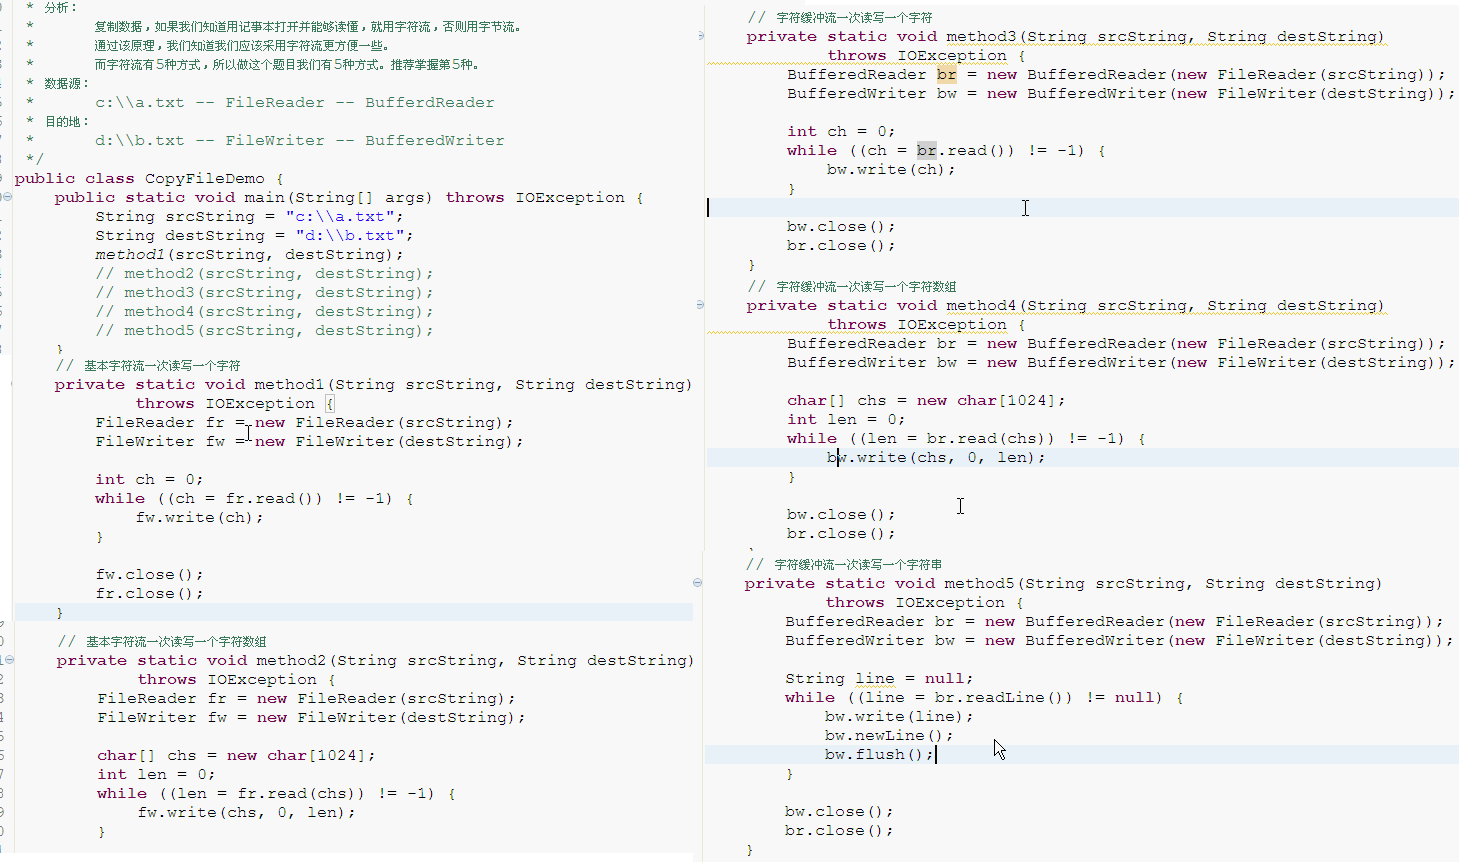 * 分析：
* 复制数据，如果我们知道用记事本打开并能够读懂，就用字符流，否则用字节流。
* 通过该原理，我们知道我们应该采用字符流更方便一些。
* 而字符流有5种方式，所以做这个题目我们有5种方式。推荐掌握第5种。
* 数据源：
* c:\\a.txt -- FileReader -- BufferdReader
* 目的地：
* d:\\b.txt -- FileWriter -- BufferedWriter
*/
public class CopyFileDemo {
public static void main(String[] args) throws IOException {
String srcString = "c:\\a.txt";
String destString = "d:\\b.txt";
method1(srcString, destString);
// method2(srcString, destString);
// method3(srcString, destString);
// method4(srcString, destString);
// method5(srcString, destString);
}
// 基本字符流一次读写一个字符
private static void method1(String srcString, String destString)
throws IOException {
FileReader fr = new FileReader(srcString);
FileWriter fw = new FileWriter(destString);
int ch = 0;
while ((ch = fr.read()) != -1) {
fw.write(ch);
}
fw.close();
fr.close();
}
// 基本字符流一次读写一个字符数组
private static void method2(String srcString, String destString)
throws IOException {
FileReader fr = new FileReader(srcString);
FileWriter fw = new FileWriter(destString);
char[] chs = new char[1024];
int len = 0;
while ((len = fr.read(chs)) != -1) {
fw.write(chs, 0, len);
}
// 字符缓冲流一次读写一个字符
private static void method3(String srcString, String destString)
throws IOException {
BufferedReader br = new BufferedReader(new FileReader(srcString));
BufferedWriter bw = new BufferedWriter(new FileWriter(destString));
int ch = 0;
while ((ch = br.read()) != -1) {
bw.write(ch);
}
bw.close();
br.close();
}
// 字符缓冲流一次读写一个字符数组
private static void method4(String srcString, String destString)
throws IOException {
BufferedReader br = new BufferedReader(new FileReader(srcString));
BufferedWriter bw = new BufferedWriter(new FileWriter(destString));
char[] chs = new char[1024];
int len = 0;
while ((len = br.read(chs)) != -1) {
bw.write(chs, 0, len);
}
bw.close();
br.close();
// 字符缓冲流一次读写一个字符串
private static void method5(String srcString, String destString)
throws IOException {
BufferedReader br = new BufferedReader(new FileReader(srcString));
BufferedWriter bw = new BufferedWriter(new FileWriter(destString));
String line = null;
while ((line = br.readLine()) != null) {
bw.write(line);
bw.newLine();
bw.flush();
}
bw.close();
br.close();
}